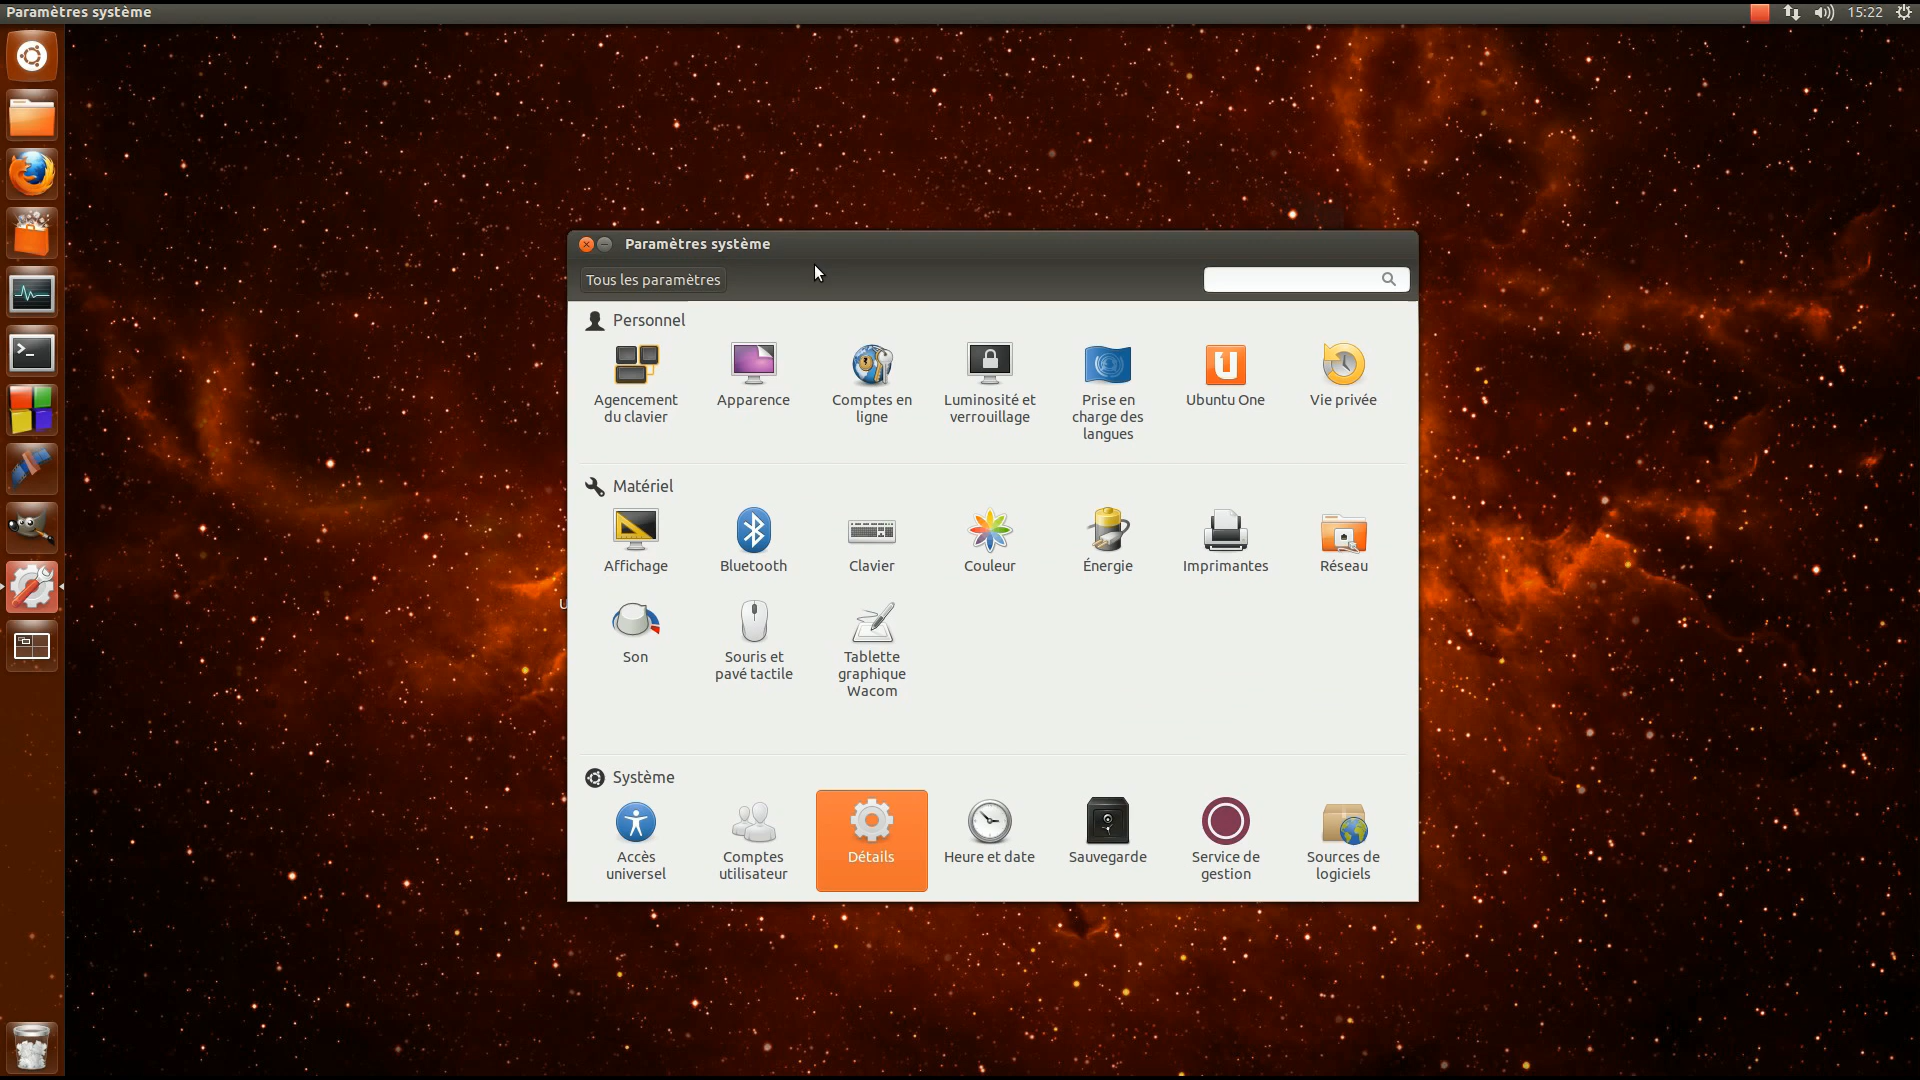 Paramètres système
15:22
Paramètres système
Tous les paramètres
Personnel
Agencement
du clavier
Apparence
Comptes en
ligne
Luminosité et
verrouillage
Prise en
charge des
langues
Ubuntu One
Vie privée
Matériel
Affichage
Bluetooth
Clavier
Couleur
Énergie
Imprimantes
Réseau
Son
Souris et
pavé tactile
Tablette
graphique
Wacom
Système
Accès
universel
Comptes
utilisateur
Détails
Heure et date
Sauvegarde
Service de
gestion
Sources de
logiciels